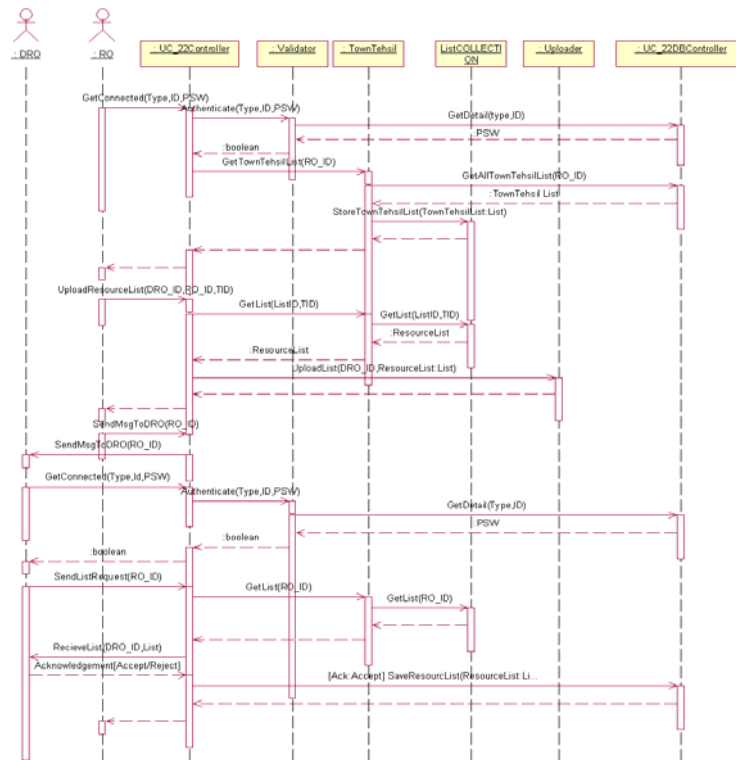 : DRO
: RO
: UC_22Controller
: Validator
: TownTehsil
ListCOLLECTI
ON
: Uploader
: UC_22DBController
GetConnected(Type,ID,PSW)
Authenticate(Type,ID,PSW)
GetDetail(type,ID)
:PSW
:boolean
GetTownTehsilList(RO_ID)
GetAllTownTehsilList(RO_ID)
:TownTehsil List
StoreTownTehsilList(TownTehsilList:List)
UploadResourceList(DRO_ID,RO_ID,TID)
GetList(ListID,TID)
GetList(ListID,TID)
:ResourceList
:ResourceList
UploadList(DRO_ID,ResourceList:List)
SendMsgToDRO(RO_ID)
SendMsgToDRO(RO_ID)
GetConnected(Type,Id,PSW)
Authenticate(Type,ID,PSW)
GetDetail(Type,ID)
:PSW
:boolean
:boolean
SendListRequest(RO_ID)
GetList(RO_ID)
GetList(RO_ID)
RecieveList(DRO_ID,List)
Acknowledgement[Accept/Reject]
[Ack:Accept] SaveResourcList(ResourceList:Li...